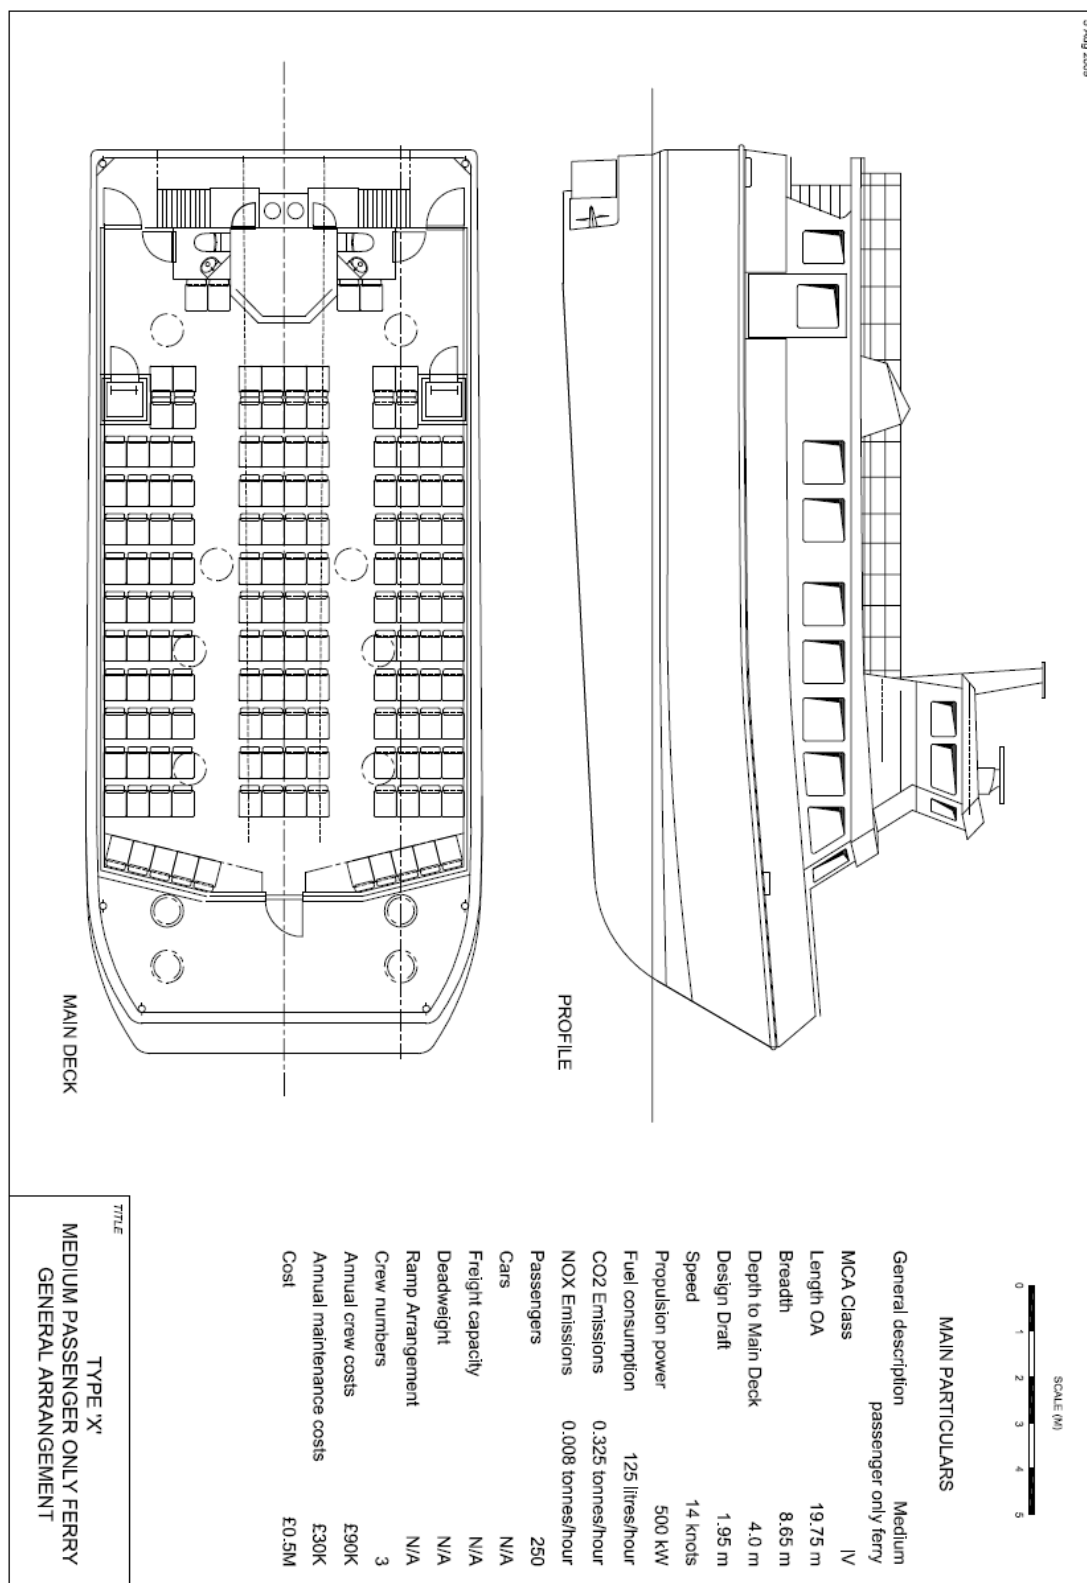 5 Aug 2009
SCALE (M)
0 1 2 3 4 5
MAIN PARTICULARS
General description Medium
passenger only ferry
MCA Class IV
Length OA 19.75 m
Breadth 8.65 m
Depth to Main Deck 4.0 m
Design Draft 1.95 m
Speed 14 knots
Propulsion power 500 kW
Fuel consumption 125 litres/hour
CO2 Emissions 0.325 tonnes/hour
NOX Emissions 0.008 tonnes/hour
Passengers 250
Cars N/A
Freight capacity N/A
Deadweight N/A
Ramp Arrangement N/A
Crew numbers 3
Annual crew costs £90K
Annual maintenance costs £30K
Cost £0.5M
PROFILE
MAIN DECK
TITLE
TYPE 'X'
MEDIUM PASSENGER ONLY FERRY
GENERAL ARRANGEMENT